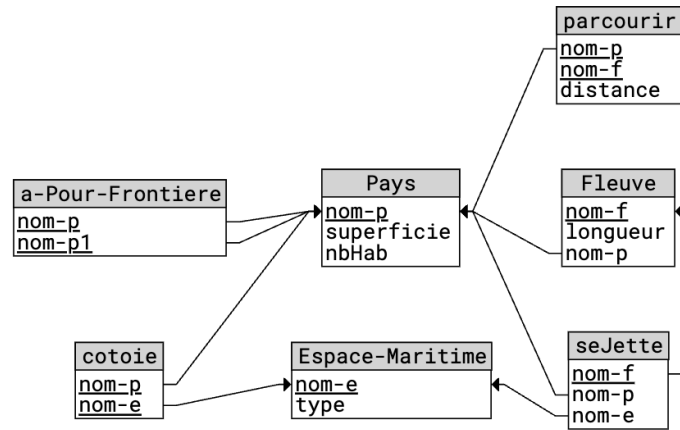 parcourir
nom-p
nom-f
distance
a-Pour-Frontiere
nom-p
nom-p1
Pays
nom-p
superficie
nbHab
Fleuve
nom-f
longueur
nom-p
cotoie
nom-p
nom-e
Espace-Maritime
nom-e
type
seJette
nom-f
nom-p
nom-e